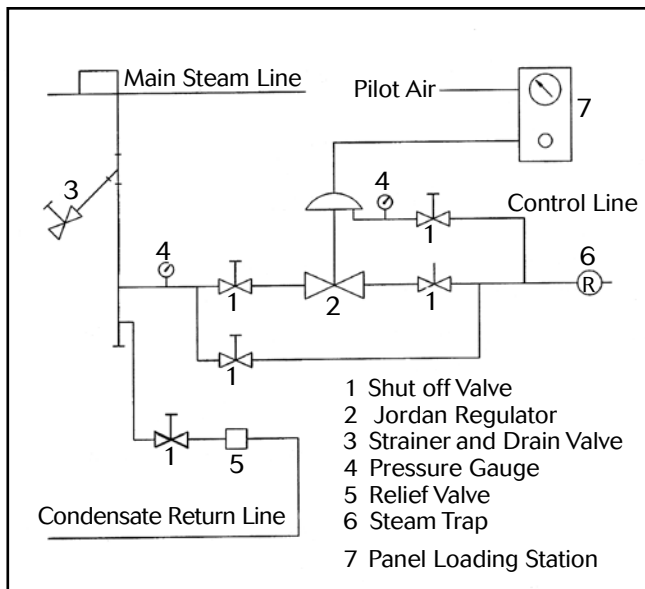 Main Steam Line
Pilot Air
7
3
4
1
Control Line
4
6
R
1
2
1
1
1
5
Condensate Return Line
1 Shut off Valve
2 Jordan Regulator
3 Strainer and Drain Valve
4 Pressure Gauge
5 Relief Valve
6 Steam Trap
7 Panel Loading Station